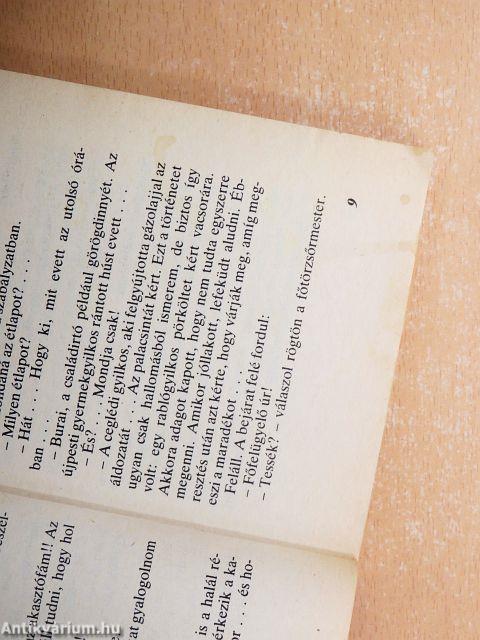 szabályzatban.
az étlapot? . . . .
– Milyen étlapot?
– Hát . . . . Hogy ki, mit evett az utolsó órá-
ban . . . .
– Burai, a családirtó például görögdinnyét. Az
újpesti gyermekgyilkos rántott húst evett . . . .
– És? . . . . Mondja csak!
– A ceglédi gyilkos, aki felgyújtotta gázolajjal az
áldozatát . . . . Az palacsintát kért. Ezt a történetet
ugyan csak hallomásból ismerem, de biztos így
volt: egy rablógyilkos pörköltet kért vacsorára.
Akkora adagot kapott, hogy nem tudta egyszerre
megenni. Amikor jóllakott, lefeküdt aludni. Éb-
resztés után azt kérte, hogy várják meg, amíg meg-
eszi a maradékot . . . .
Feláll. A bejárat felé fordul:
– Főfelügyelő úr!
– Tessék? – válaszol rögtön a főtörzsőrmester.
9
akasztófám!! Az
tudni, hogy hol
at gyalogolnom
is a halál ré-
érkezik a ka-
or . . . . és ho-
Antikvarium.hu